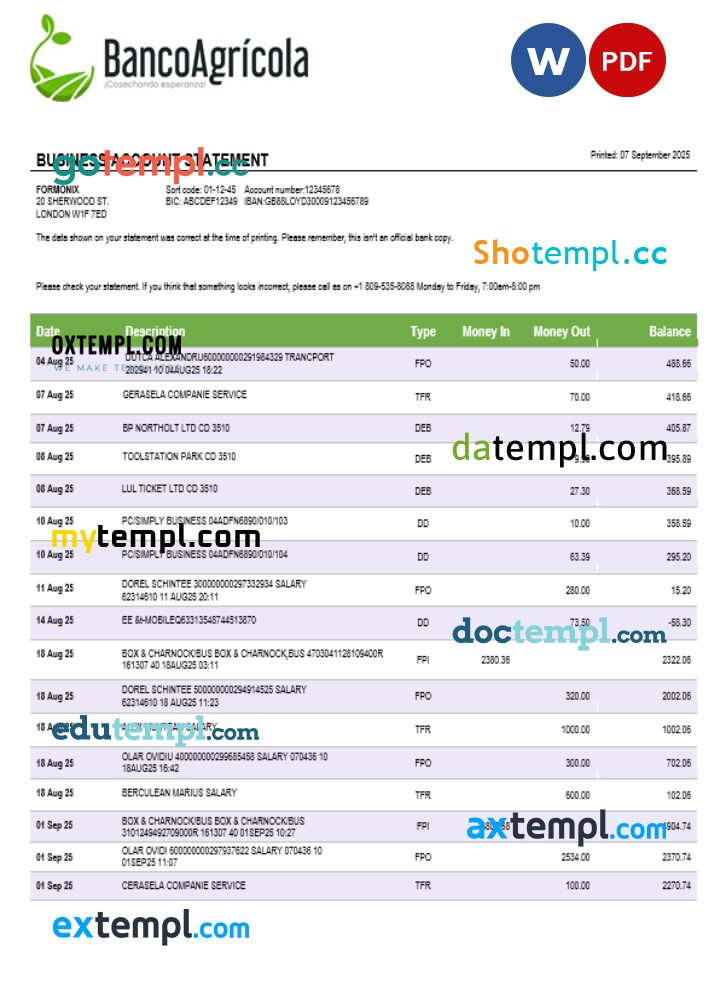 BancoAgrícola
¡Cosechando esperanza!
W
PDF
BUSINESS ACCOUNT STATEMENT
gotempl.cc
Printed: 07 September 2025
FORMONIX
Sort code: 01-12-45 Account number:12345678
20 SHERWOOD ST.
BIC: ABCDEF12349 IBAN:GB88LOYD30009123456789
LONDON W1F 7ED
The data shown on your statement was correct at the time of printing. Please remember, this isn't an official bank copy.
Shotempl.cc
Please check your statement. If you think that something looks incorrect, please call as on +1 809-535-8088 Monday to Friday, 7:00am-8:00 pm
Date Description Type Money In Money Out Balance
OXTEMPL.COM
WE MAKE TEMPLATES
04 Aug 25 DUTCA ALEXANDRU600000000291984329 TRANCPORT FPO 50.00 488.66
202941 10 04AUG25 18:22
07 Aug 25 GERASELA COMPANIE SERVICE TFR 70.00 418.66
07 Aug 25 BP NORTHOLT LTD CD 3510 DEB 12.79 405.87
datempl.com
08 Aug 25 TOOLSTATION PARK CD 3510 DEB 395.89
08 Aug 25 LUL TICKET LTD CD 3510 DEB 27.30 368.59
10 Aug 25 PC/SIMPLY BUSINESS 04ADFN6890/010/103 DD 10.00 358.59
mytempl.com
10 Aug 25 PC/SIMPLY BUSINESS 04ADFN6890/010/104 DD 63.39 295.20
11 Aug 25 DOREL SCHINTEE 300000000297332934 SALARY FPO 280.00 15.20
62314610 11 AUG25 20:11
14 Aug 25 EE &MOBILEQ63313548744513870 DD 73.50 -58.30
doctempl.com
18 Aug 25 BOX & CHARNOCK/BUS BOX & CHARNOCK,BUS 4703041128109400R FPI 2380.36 2322.06
161307 40 18AUG25 03:11
18 Aug 25 DOREL SCHINTEE 500000000294914525 SALARY FPO 320.00 2002.06
62314610 18 AUG25 11:23
18 Aug 25 SALARY TFR 1000.00 1002.06
edutempl.com
18 Aug 25 OLAR OVIDIU 400000000299685458 SALARY 070436 10 FPO 300.00 702.06
18AUG25 16:42
18 Aug 25 BERCULEAN MARIUS SALARY TFR 600.00 102.06
01 Sep 25 BOX & CHARNOCK/BUS BOX & CHARNOCK/BUS FPI 4904.74
3101249492709000R 161307 40 01SEP25 10:27
axtempl.com
01 Sep 25 OLAR OVIDI 600000000297937622 SALARY 070436 10 FPO 2534.00 2370.74
01SEP25 11:07
01 Sep 25 CERASELA COMPANIE SERVICE TFR 100.00 2270.74
extempl.com